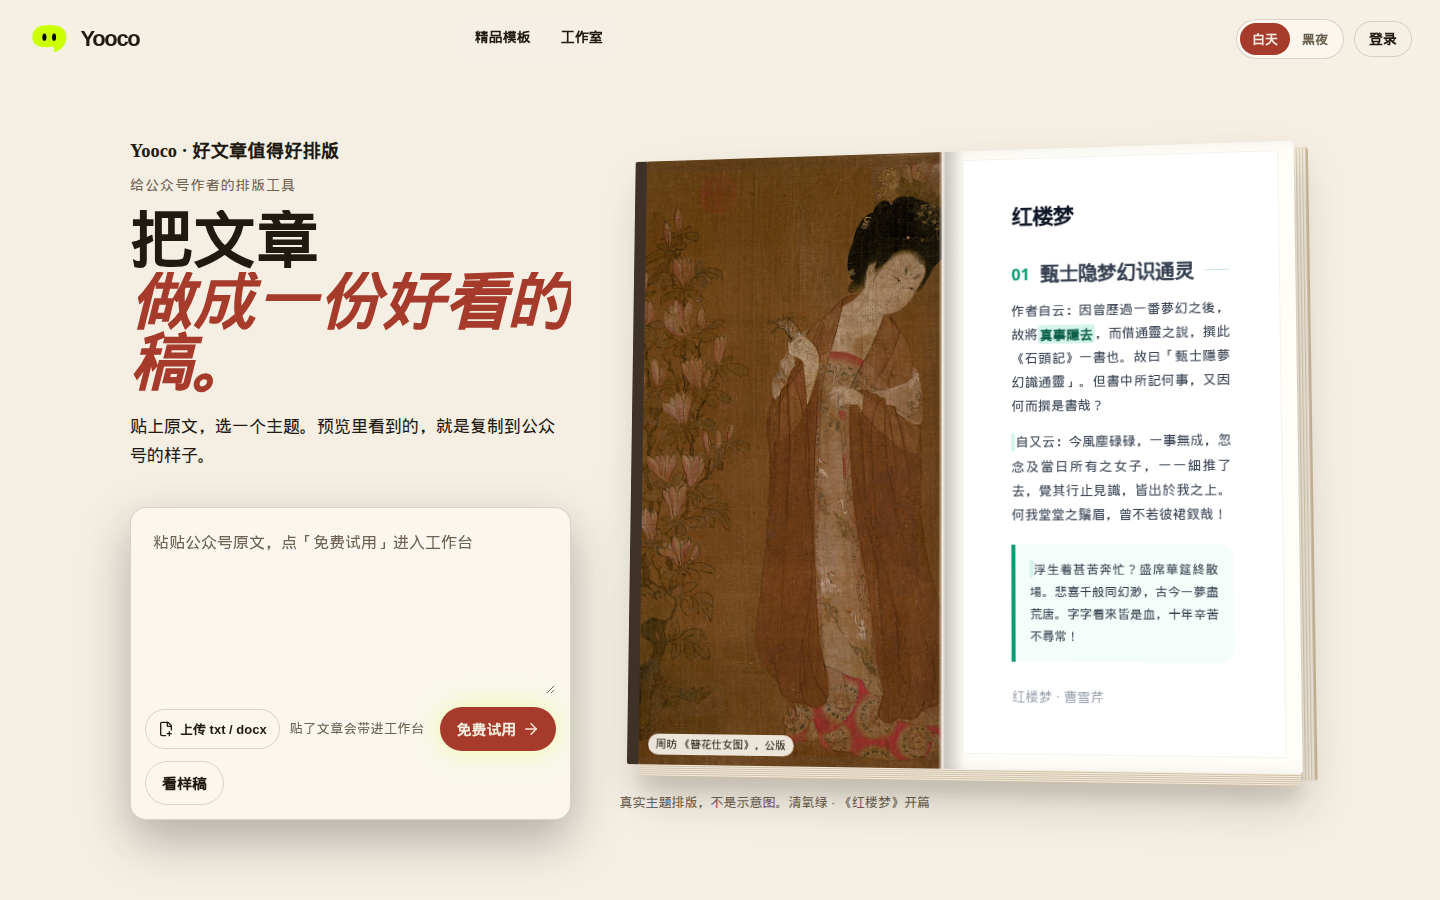 Yooco
精品模板
工作室
白天
黑夜
登录
Yooco · 好文章值得好排版
给公众号作者的排版工具
把文章
做成一份好看的
稿。
贴上原文，选一个主题。预览里看到的，就是复制到公众
号的样子。
粘贴公众号原文，点「免费试用」进入工作台
上传 txt / docx
贴了文章会带进工作台
免费试用
看样稿
红楼梦
01 甄士隐梦幻识通灵
作者自云：因曾歷過一番夢幻之後，
故將真事隱去，而借通靈之說，撰此
《石頭記》一書也。故曰「甄士隱夢
幻識通靈」。但書中所記何事，又因
何而撰是書哉？
自又云：今風塵碌碌，一事無成，忽
念及當日所有之女子，一一細推了
去，覺其行止見識，皆出於我之上。
何我堂堂之鬚眉，曾不若彼裙釵哉！
浮生着甚苦奔忙？盛席華筵終散
場。悲喜千般同幻渺，古今一夢盡
荒唐。字字看來皆是血，十年辛苦
不尋常！
红楼梦 · 曹雪芹
周昉《簪花仕女图》，公版
真实主题排版，不是示意图。清氧绿 · 《红楼梦》开篇